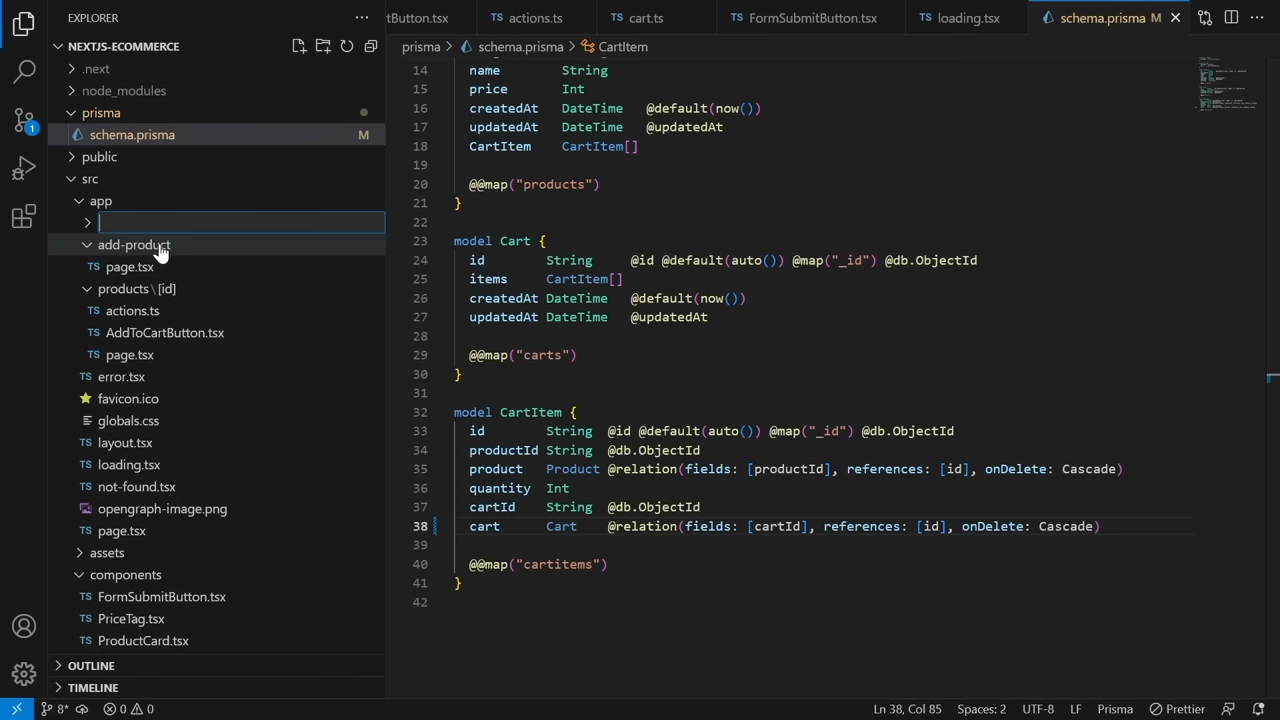 EXPLORER
NEXTJS-ECOMMERCE
.next
node_modules
prisma
schema.prisma M
public
src
app
add-product
page.tsx
products\[id]
actions.ts
AddToCartButton.tsx
page.tsx
error.tsx
favicon.ico
globals.css
layout.tsx
loading.tsx
not-found.tsx
opengraph-image.png
page.tsx
assets
components
FormSubmitButton.tsx
PriceTag.tsx
ProductCard.tsx
OUTLINE
TIMELINE
tButton.tsx TS actions.ts TS cart.ts TS FormSubmitButton.tsx TS loading.tsx schema.prisma M
prisma > schema.prisma > CartItem
14 name String
15 price Int
16 createdAt DateTime @default(now())
17 updatedAt DateTime @updatedAt
18 CartItem CartItem[]
19
20 @@map("products")
21 }
22
23 model Cart {
24 id String @id @default(auto()) @map("_id") @db.ObjectId
25 items CartItem[]
26 createdAt DateTime @default(now())
27 updatedAt DateTime @updatedAt
28
29 @@map("carts")
30 }
31
32 model CartItem {
33 id String @id @default(auto()) @map("_id") @db.ObjectId
34 productId String @db.ObjectId
35 product Product @relation(fields: [productId], references: [id], onDelete: Cascade)
36 quantity Int
37 cartId String @db.ObjectId
38 cart Cart @relation(fields: [cartId], references: [id], onDelete: Cascade)
39
40 @@map("cartitems")
41 }
42
1
8* 0 0 Ln 38, Col 85 Spaces: 2 UTF-8 LF Prisma Prettier